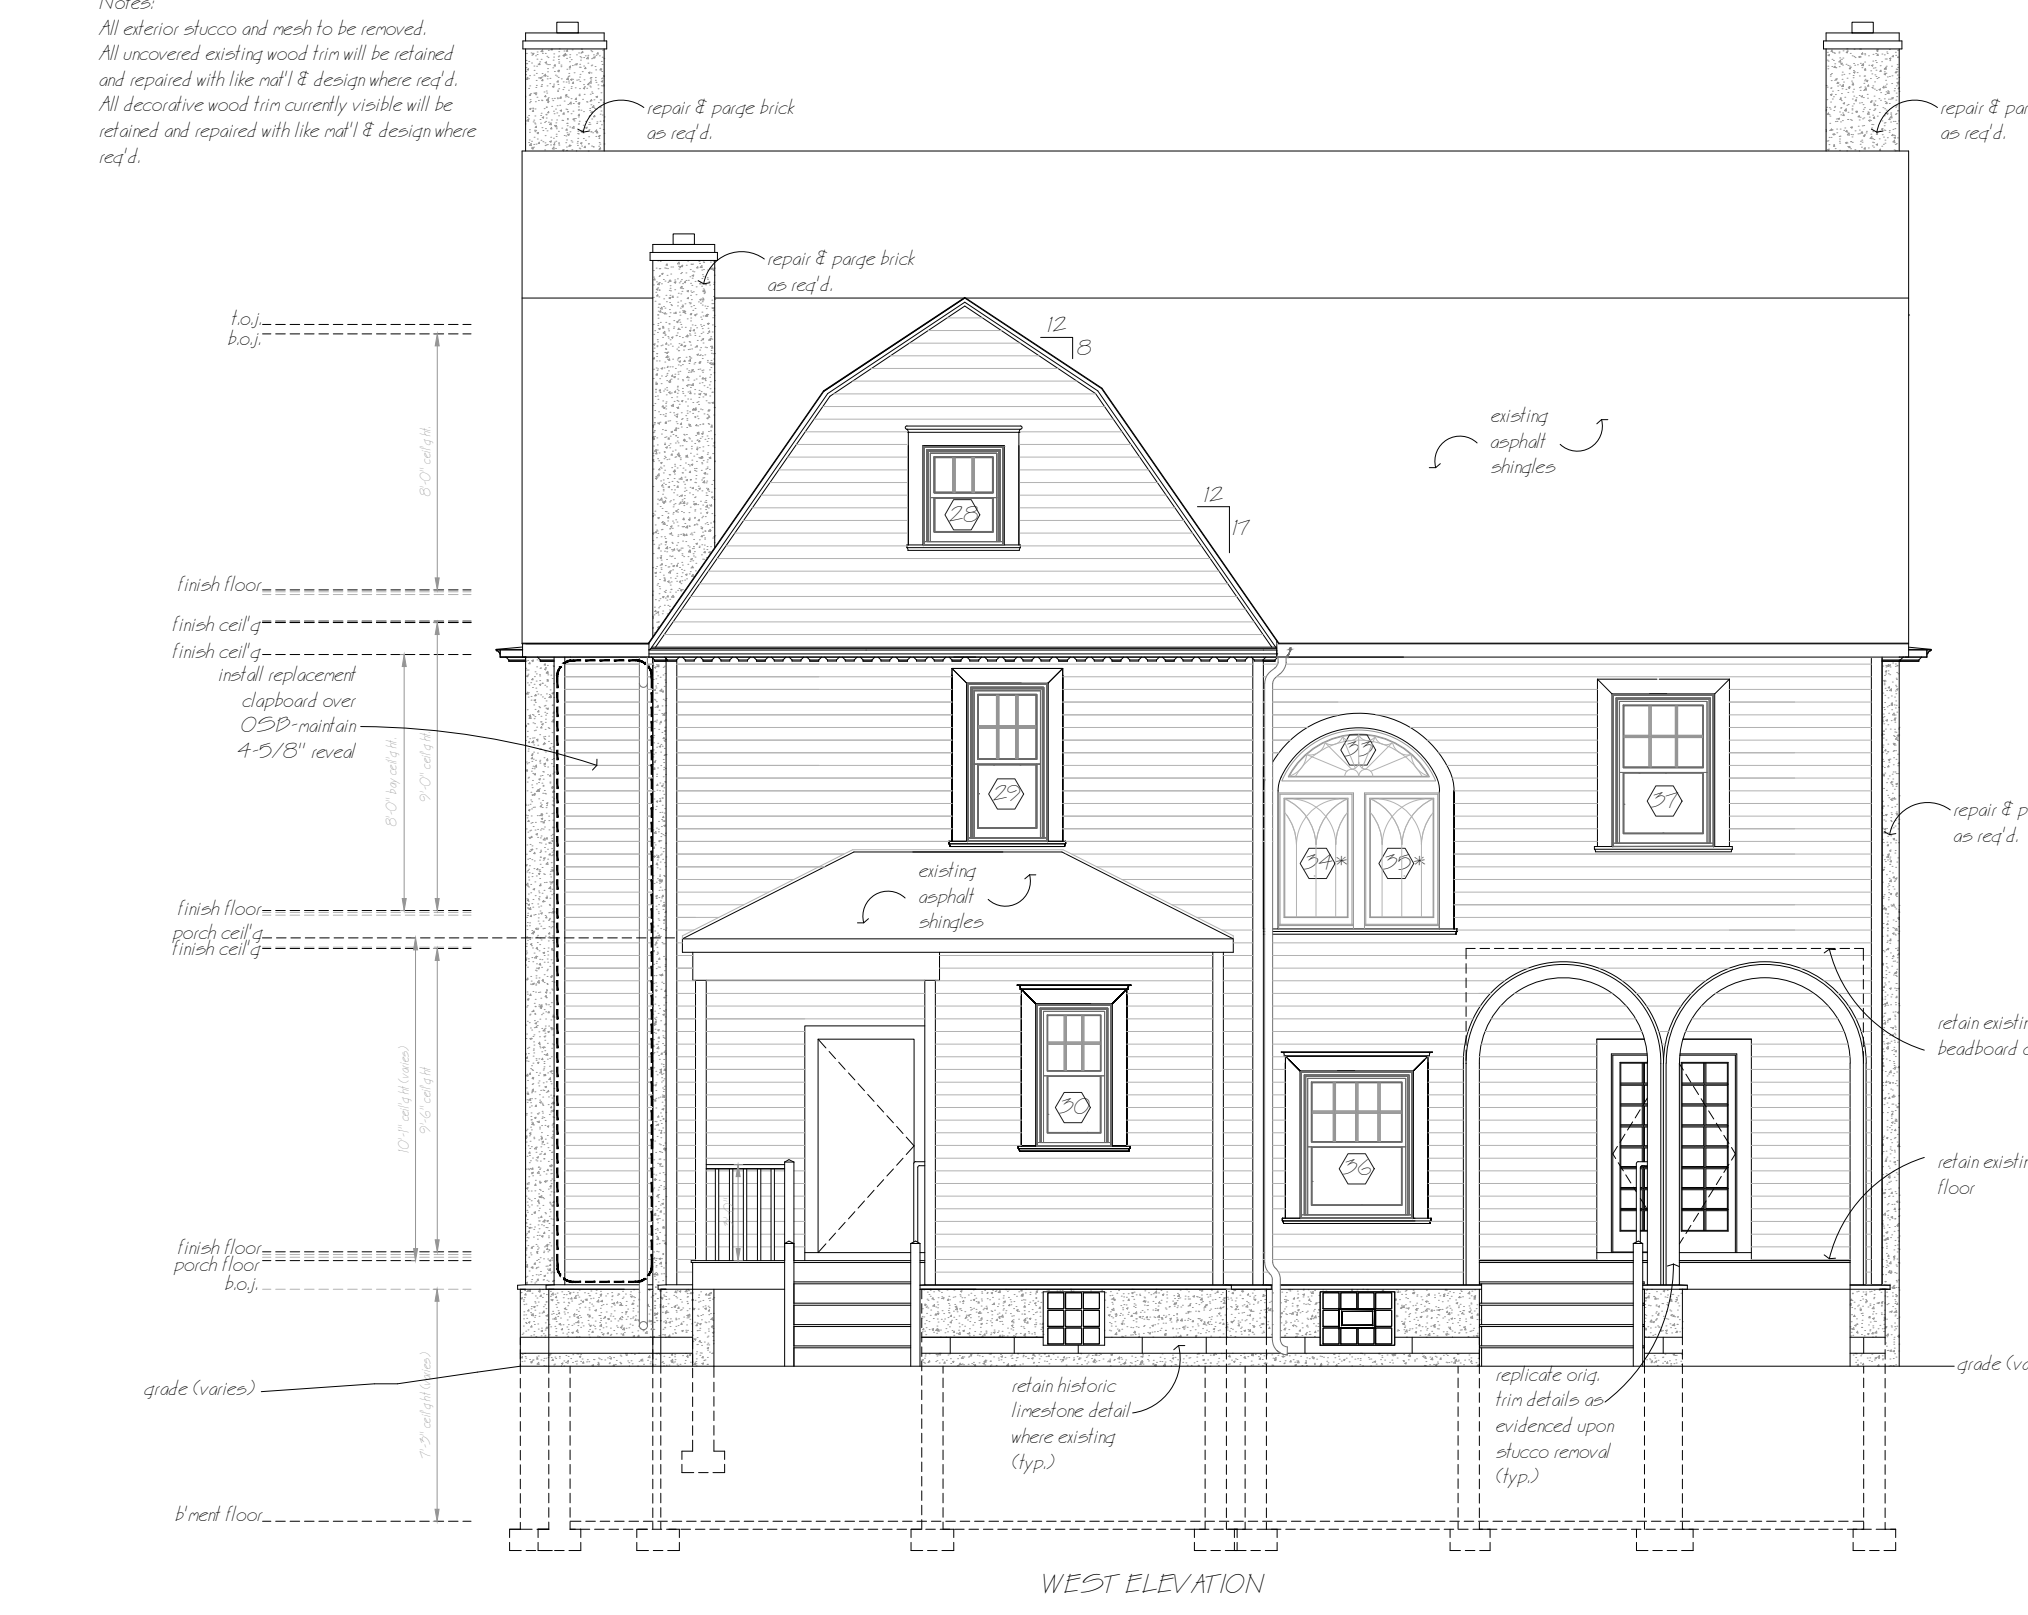 Notes:
All exterior stucco and mesh to be removed.
All uncovered existing wood trim will be retained
and repaired with like mat'l & design where req'd.
All decorative wood trim currently visible will be
retained and repaired with like mat'l & design where
req'd.
repair & parge brick
as req'd.
repair & par
as req'd.
repair & parge brick
as req'd.
t.o.j.
b.o.j.
12
8
8'-0" ceil'g ht.
existing
asphalt
shingles
12
17
28
finish floor
finish ceil'g
finish ceil'g
install replacement
clapboard over
OSB-maintain
4-5/8" reveal
8'-0" bay ceil'g ht
9'-0" ceil'g ht
29
33
34*
35*
37
repair & p
as req'd.
existing
asphalt
shingles
finish floor
porch ceil'g
finish ceil'g
10'-1" ceil'g ht (varies)
9'-6" ceil'g ht
30
36
retain existin
beadboard c
retain existin
floor
finish floor
porch floor
b.o.j.
7'-3" ceil'g ht (varies)
grade (varies)
grade (va
retain historic
limestone detail
where existing
(typ.)
replicate orig.
trim details as
evidenced upon
stucco removal
(typ.)
b'ment floor
WEST ELEVATION